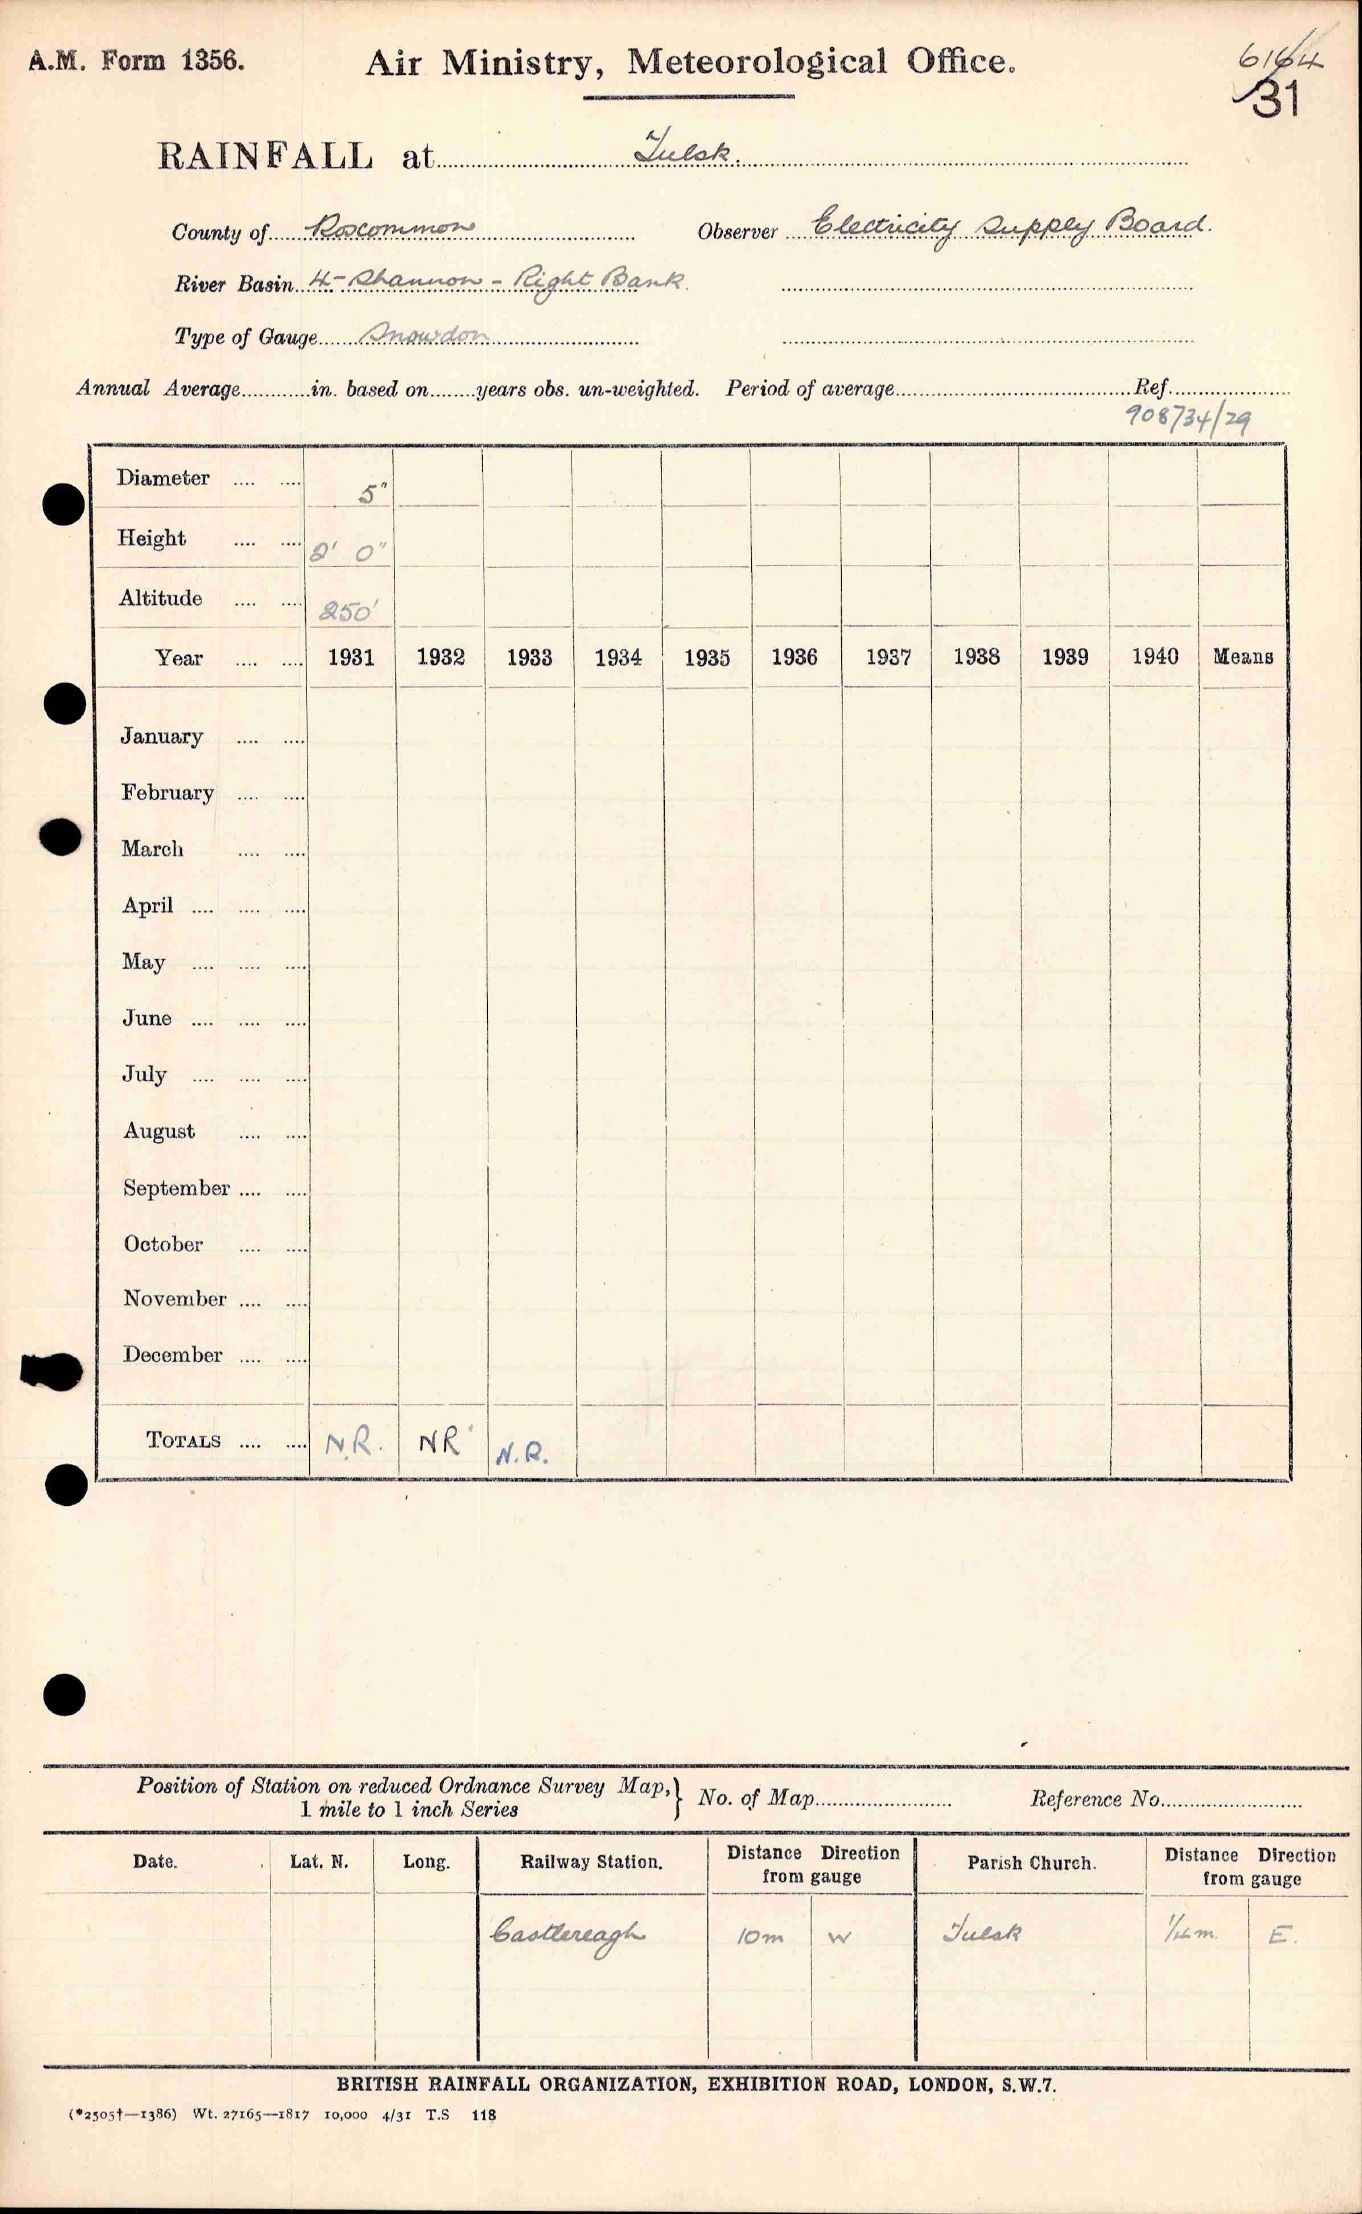 A.M. Form 1356.
Air Ministry, Meteorological Office.
6164
31
RAINFALL at Tulsk.
County of Roscommon Observer Electricity Supply Board.
River Basin 4 - Shannon - Right Bank.
Type of Gauge Snowdon
Annual Average in. based on years obs. un-weighted. Period of average Ref.
908734/29
Diameter 5"
Height 2' 0"
Altitude 250'
Year 1931 1932 1933 1934 1935 1936 1937 1938 1939 1940 Means
January
February
March
April
May
June
July
August
September
October
November
December
TOTALS N.R. NR N.R.
Position of Station on reduced Ordnance Survey Map, 1 mile to 1 inch Series } No. of Map Reference No.
Date. Lat. N. Long. Railway Station. Distance Direction from gauge Parish Church. Distance Direction from gauge
Castlereagh 10m W Tulsk 1/4m. E.
BRITISH RAINFALL ORGANIZATION, EXHIBITION ROAD, LONDON, S.W.7.
(*2505†—1386) Wt. 27165—1817 10,000 4/31 T.S 118